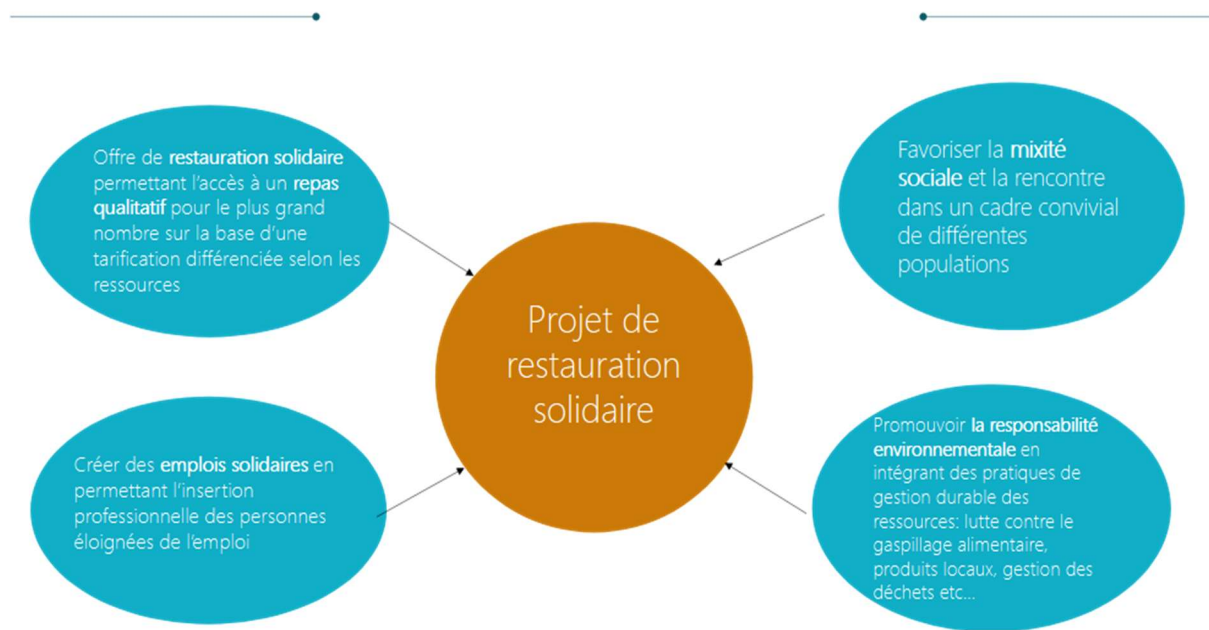 Offre de restauration solidaire
permettant l'accès à un repas
qualitatif pour le plus grand
nombre sur la base d'une
tarification différenciée selon les
ressources
Favoriser la mixité
sociale et la rencontre
dans un cadre convivial
de différentes
populations
Projet de
restauration
solidaire
Créer des emplois solidaires en
permettant l'insertion
professionnelle des personnes
éloignées de l'emploi
Promouvoir la responsabilité
environnementale en
intégrant des pratiques de
gestion durable des
ressources: lutte contre le
gaspillage alimentaire,
produits locaux, gestion des
déchets etc...